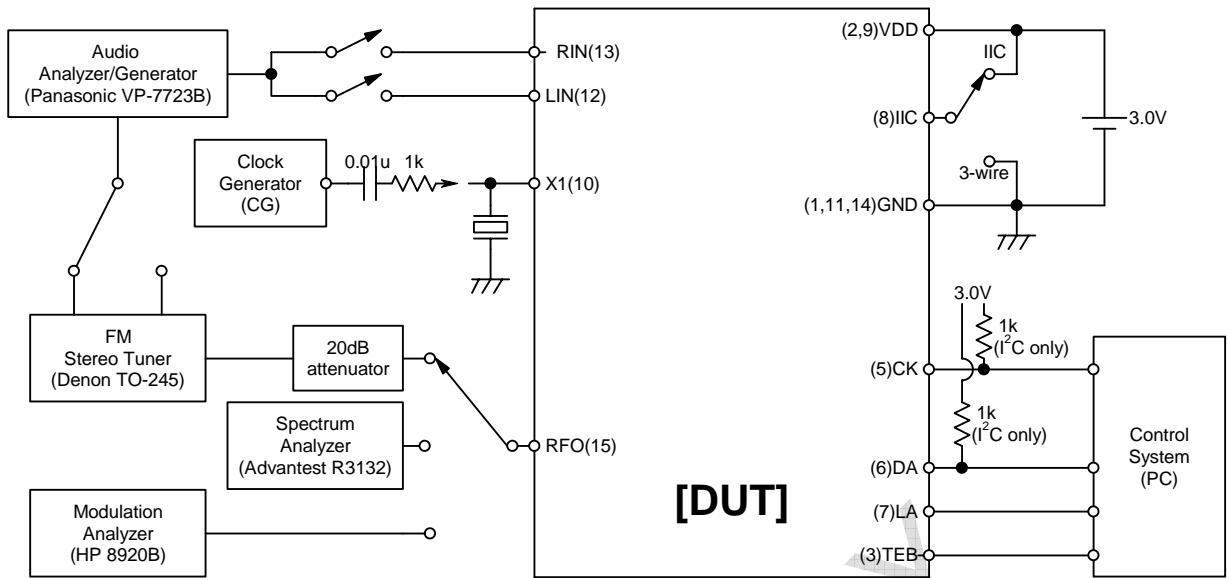 Audio
Analyzer/Generator
(Panasonic VP-7723B)
RIN(13)
LIN(12)
(2,9)VDD
IIC
(8)IIC
3.0V
3-wire
(1,11,14)GND
Clock
Generator
(CG)
0.01u
1k
X1(10)
FM
Stereo Tuner
(Denon TO-245)
20dB
attenuator
Spectrum
Analyzer
(Advantest R3132)
RFO(15)
Modulation
Analyzer
(HP 8920B)
[DUT]
3.0V
1k
(I²C only)
(5)CK
1k
(I²C only)
(6)DA
(7)LA
(3)TEB
Control
System
(PC)